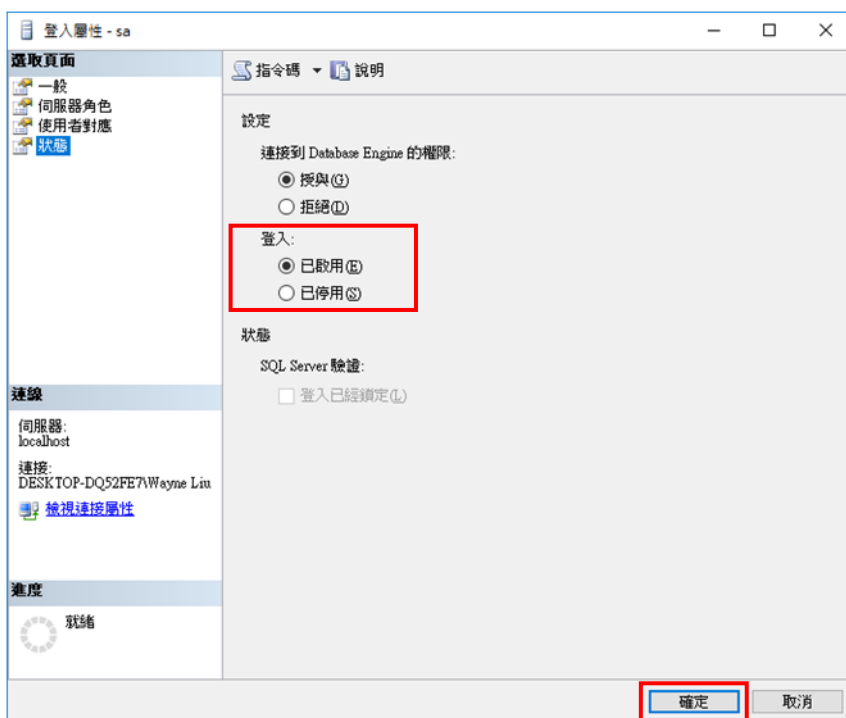 登入屬性 - sa
選取頁面
一般
伺服器角色
使用者對應
狀態
指令碼
說明
設定
連接到 Database Engine 的權限:
授與(G)
拒絕(D)
登入:
已啟用(E)
已停用(S)
狀態
SQL Server 驗證:
登入已經鎖定(L)
連線
伺服器:
localhost
連接:
DESKTOP-DQ52FE7\Wayne Liu
檢視連接屬性
進度
就緒
確定
取消